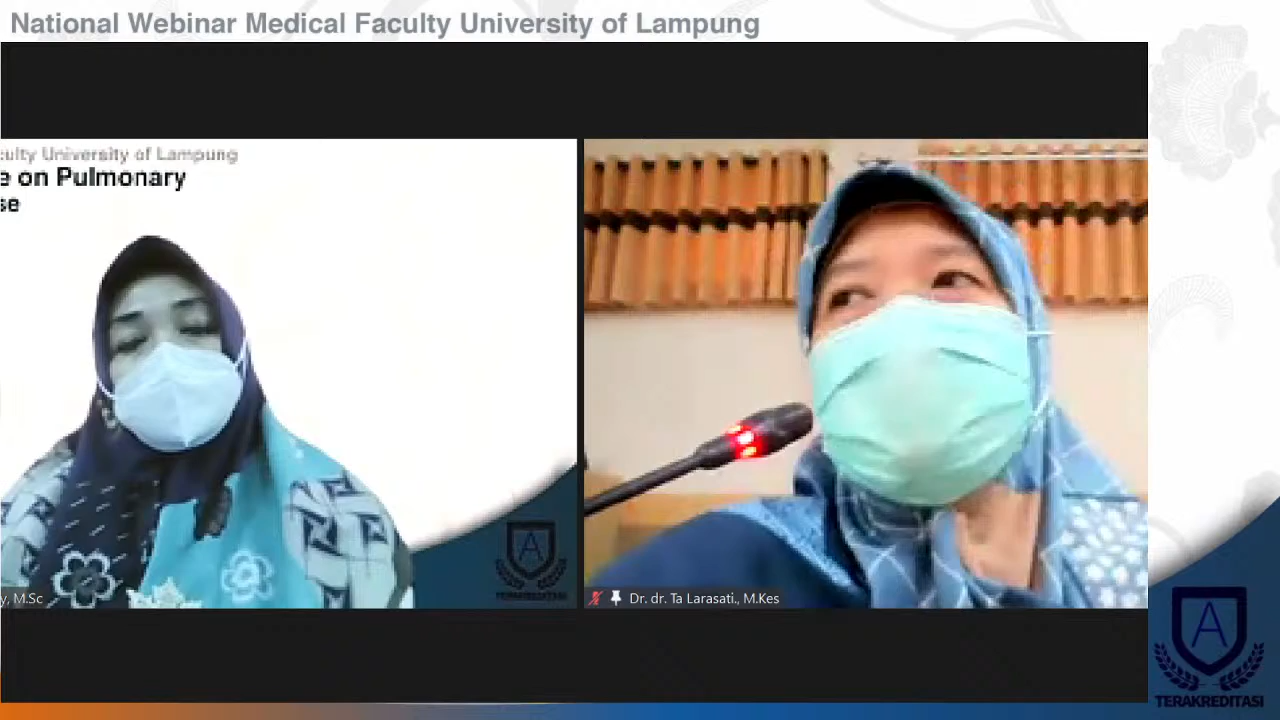 National Webinar Medical Faculty University of Lampung
culty University of Lampung
e on Pulmonary
se
y, M.Sc
Dr. dr. Ta Larasati., M.Kes
A
TERAKREDITASI
A
TERAKREDITASI